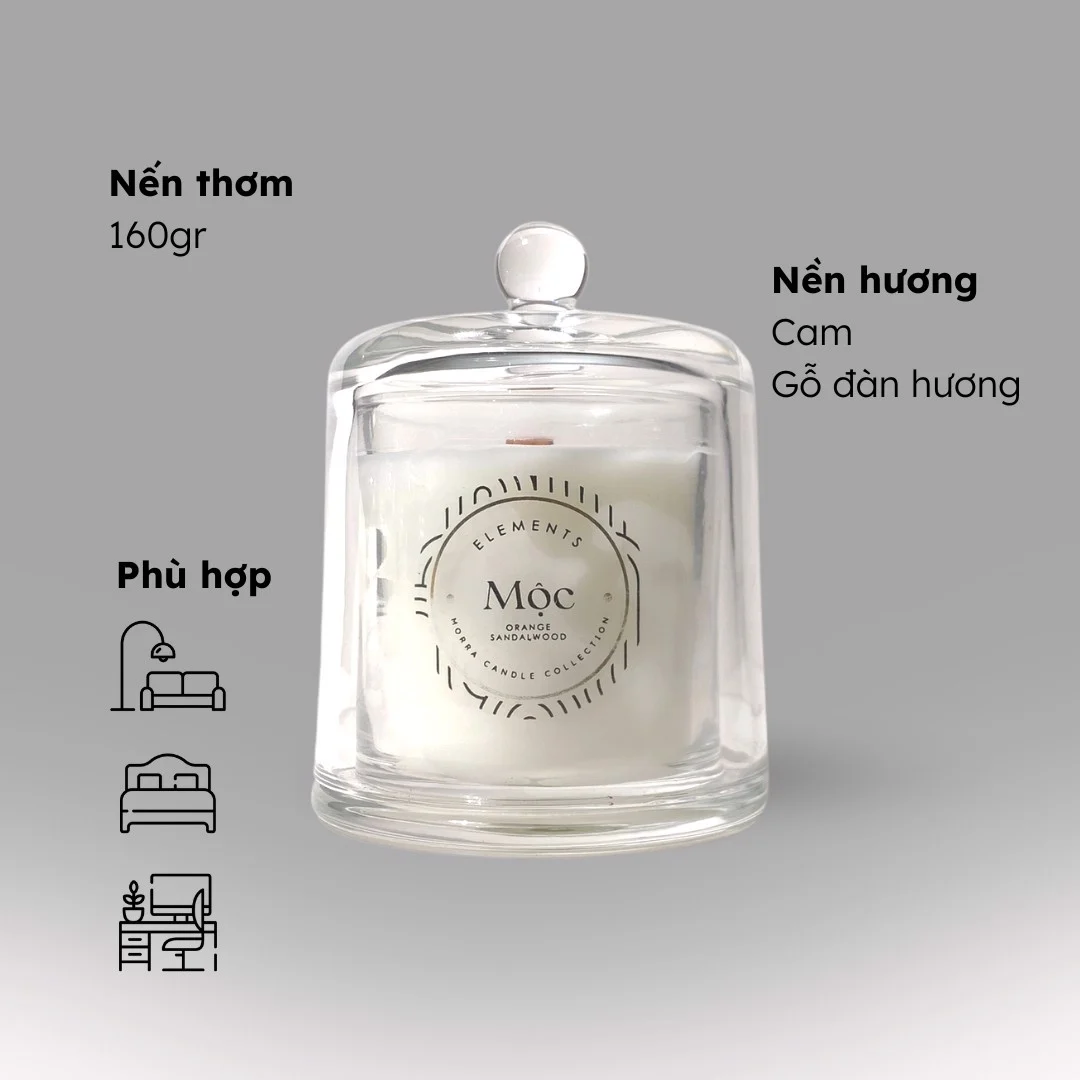 Nến thơm
160gr
Nền hương
Cam
Gỗ đàn hương
Phù hợp
ELEMENTS
Mộc
ORANGE
SANDALWOOD
MORRA CANDLE COLLECTION